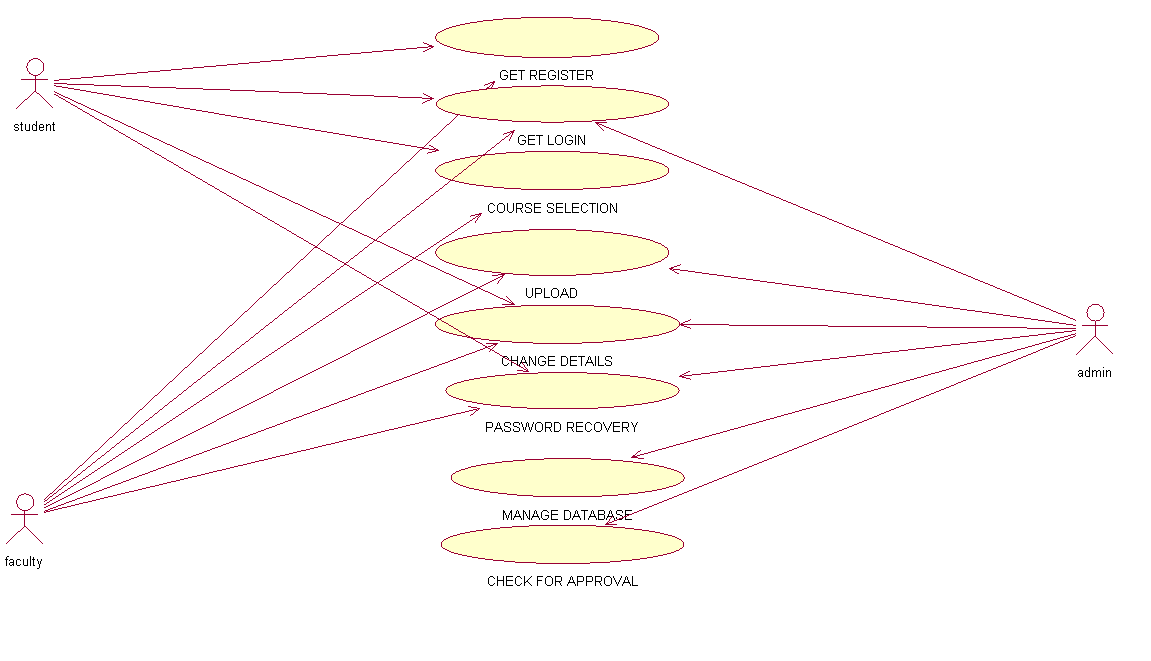 GET REGISTER
student
GET LOGIN
COURSE SELECTION
UPLOAD
CHANGE DETAILS
admin
PASSWORD RECOVERY
MANAGE DATABASE
faculty
CHECK FOR APPROVAL